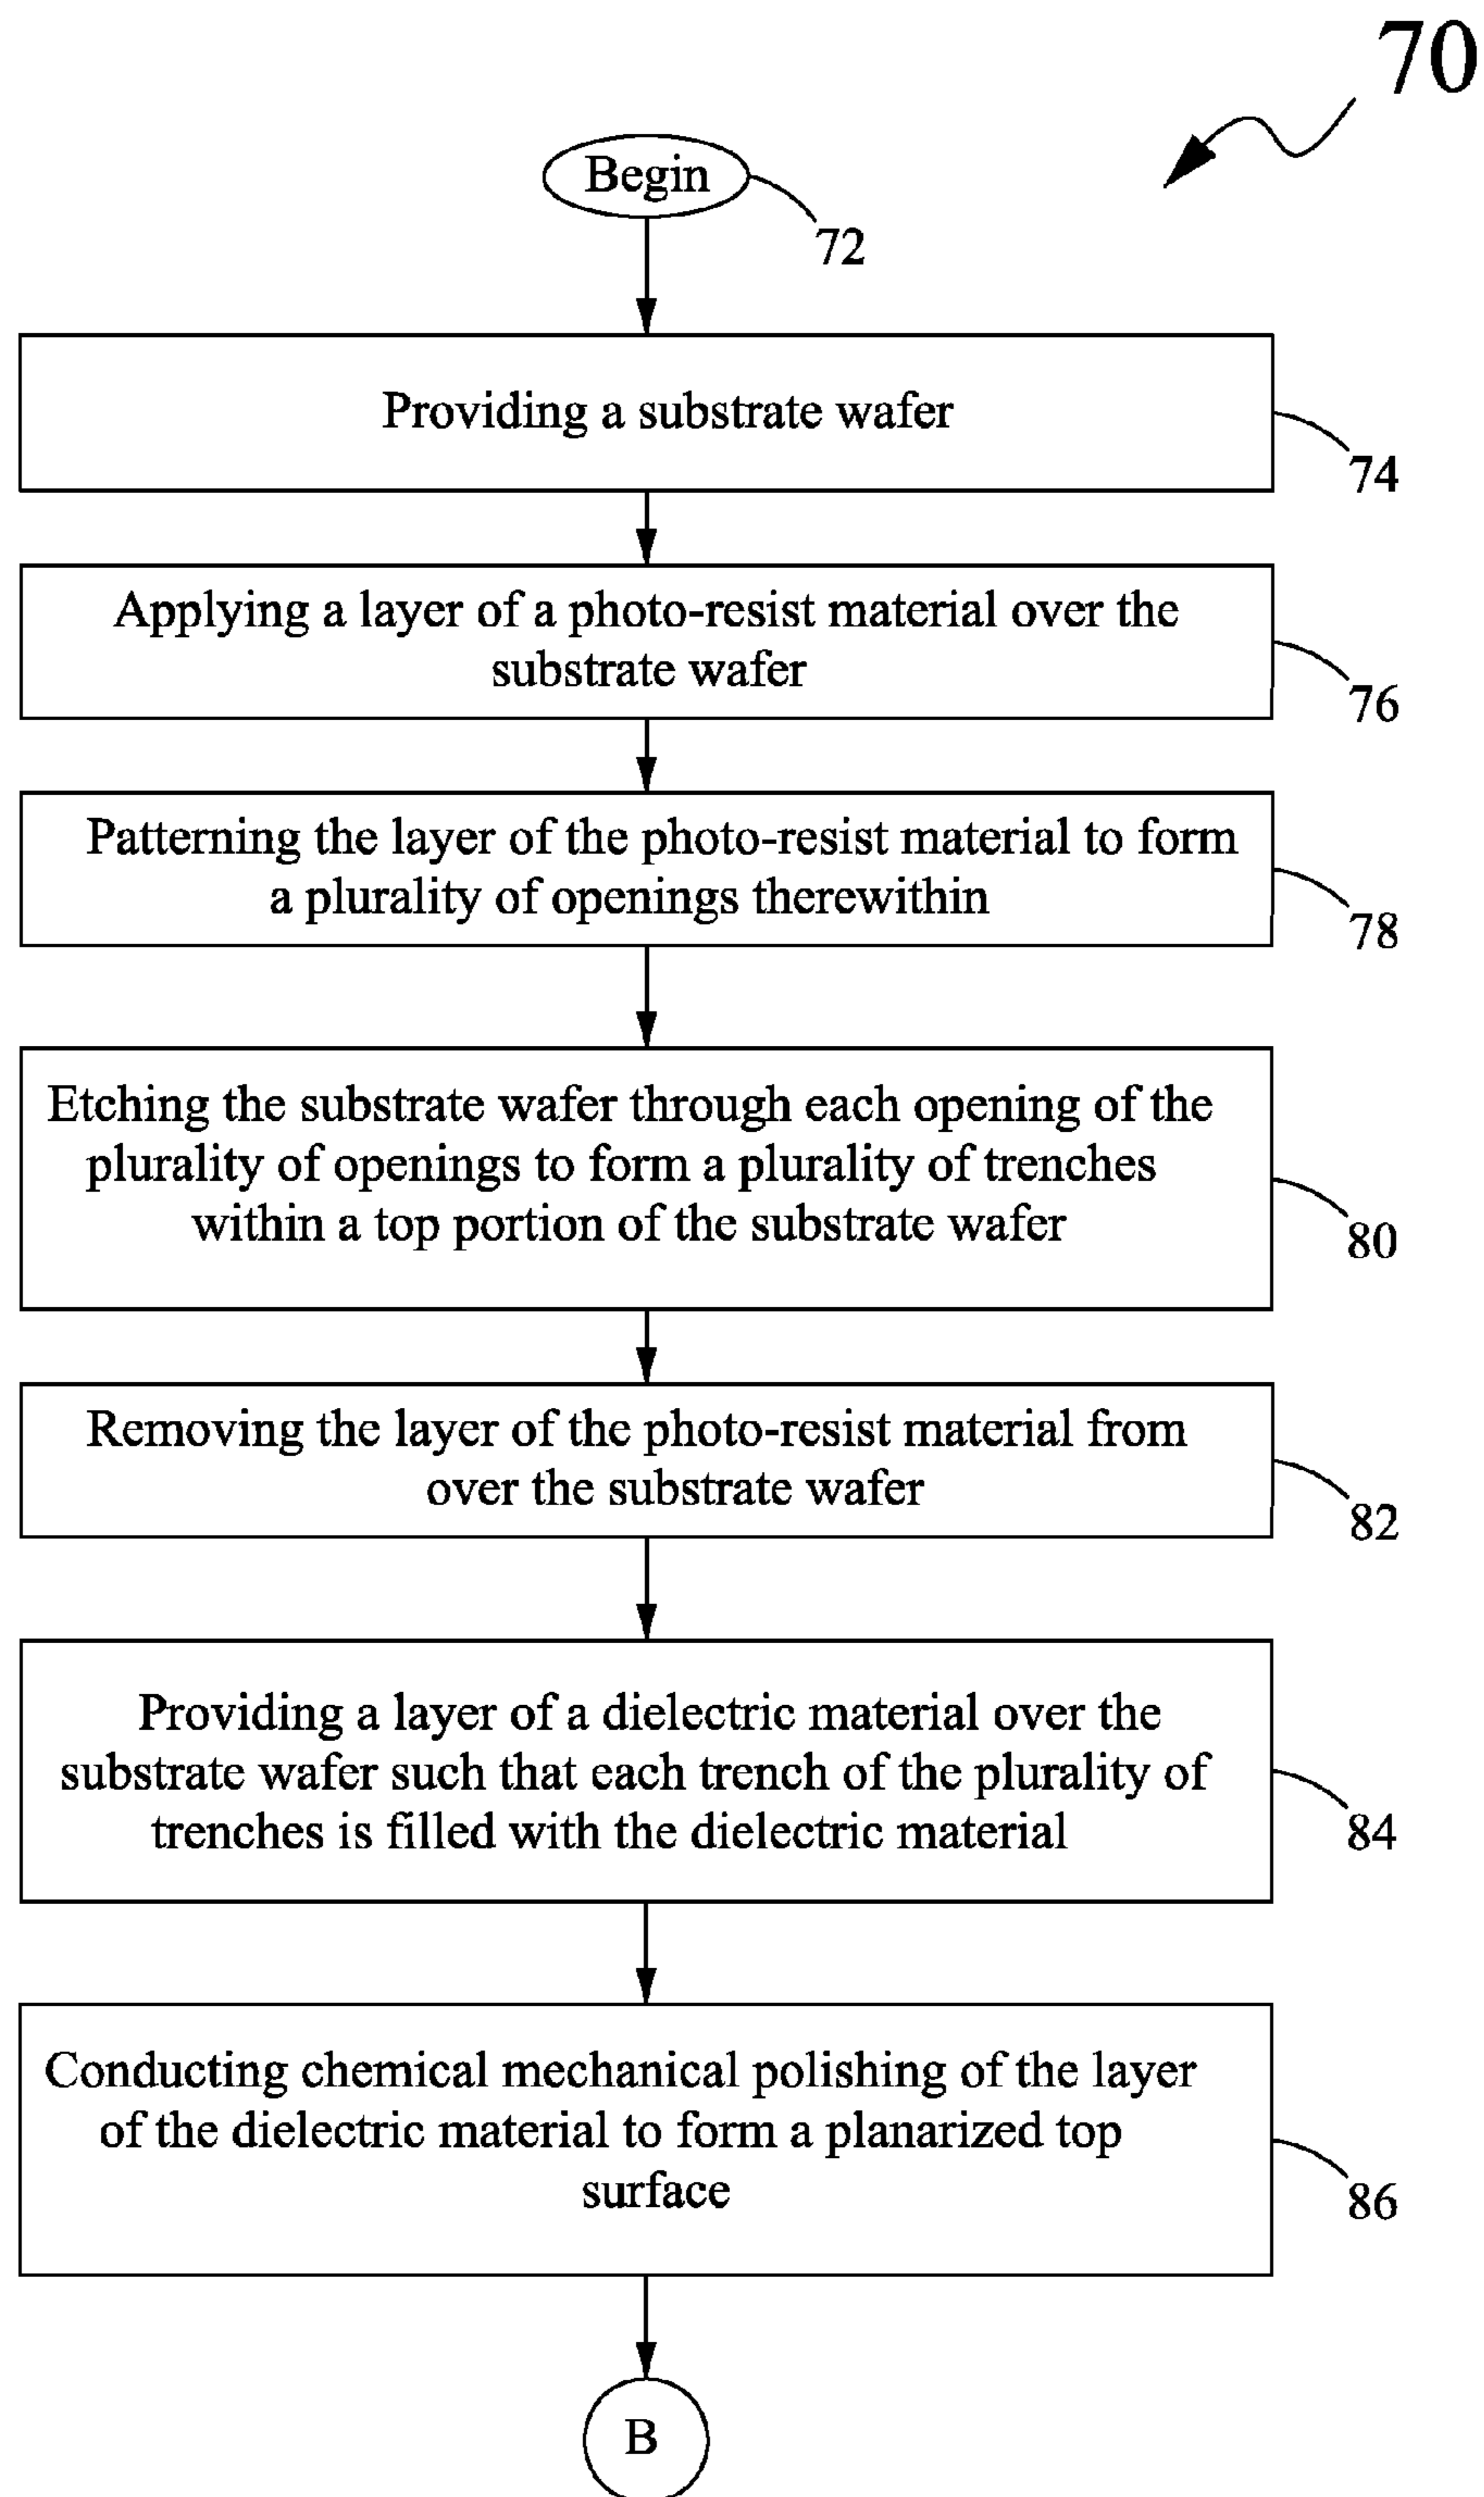 70
Begin
72
Providing a substrate wafer
74
Applying a layer of a photo-resist material over the
substrate wafer
76
Patterning the layer of the photo-resist material to form
a plurality of openings therewithin
78
Etching the substrate wafer through each opening of the
plurality of openings to form a plurality of trenches
within a top portion of the substrate wafer
80
Removing the layer of the photo-resist material from
over the substrate wafer
82
Providing a layer of a dielectric material over the
substrate wafer such that each trench of the plurality of
trenches is filled with the dielectric material
84
Conducting chemical mechanical polishing of the layer
of the dielectric material to form a planarized top
surface
86
B